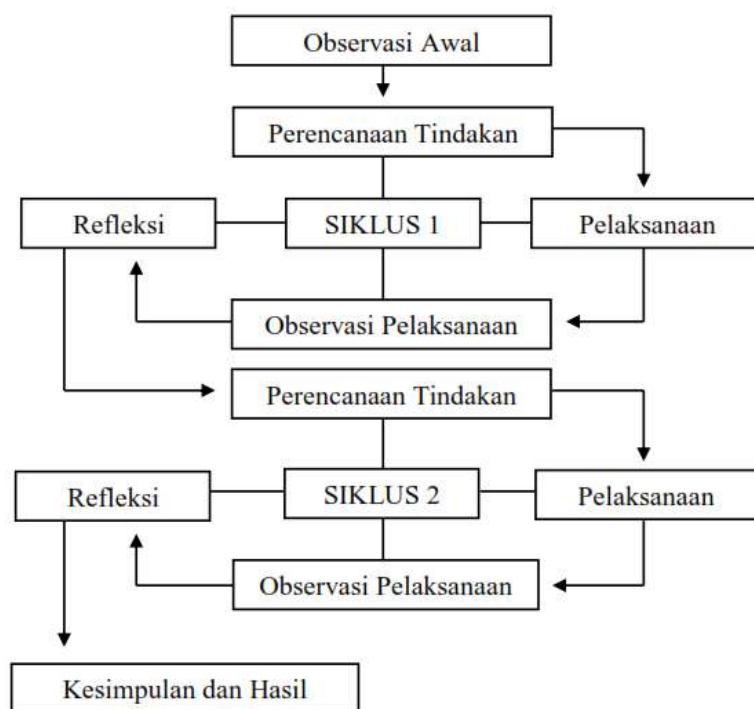 Observasi Awal
Perencanaan Tindakan
Refleksi
SIKLUS 1
Pelaksanaan
Observasi Pelaksanaan
Perencanaan Tindakan
Refleksi
SIKLUS 2
Pelaksanaan
Observasi Pelaksanaan
Kesimpulan dan Hasil